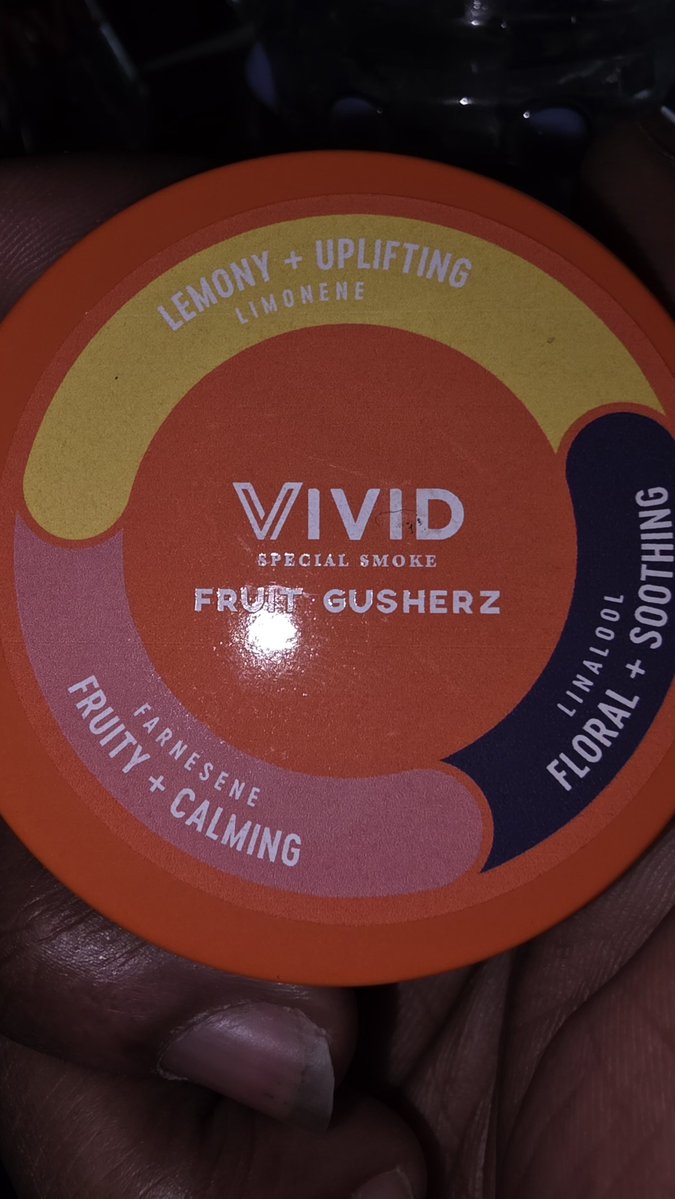 LEMONY + UPLIFTING
LIMONENE
VIVID
SPECIAL SMOKE
FRUIT GUSHERZ
LINALOOL
FLORAL + SOOTHING
FARNESENE
FRUITY + CALMING